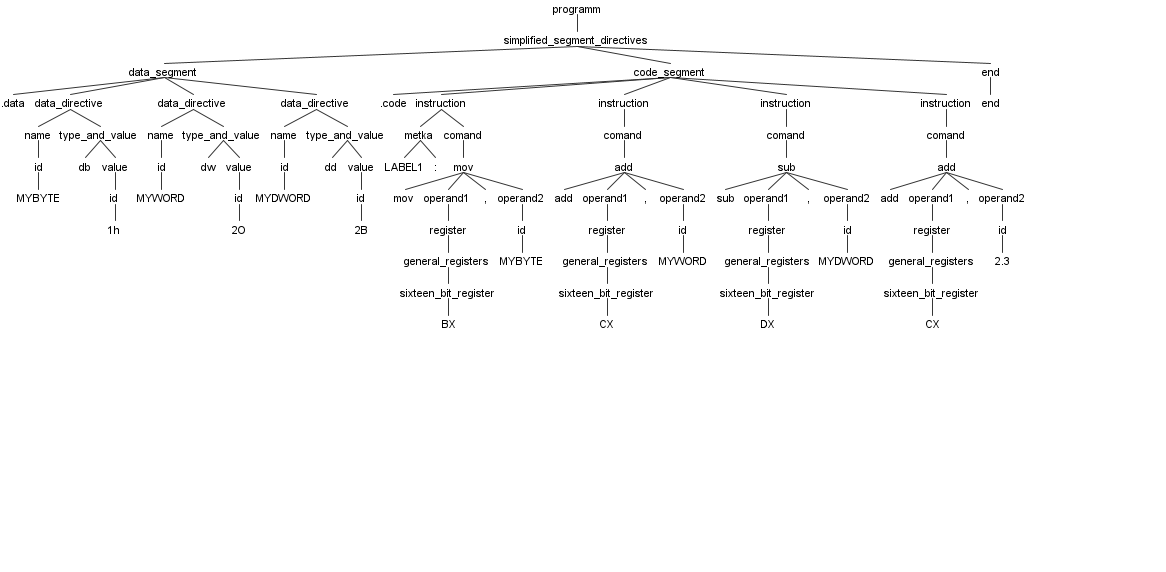 programm
simplified_segment_directives
data_segment code_segment end
.data data_directive data_directive data_directive .code instruction instruction instruction instruction end
name type_and_value name type_and_value name type_and_value metka comand comand comand comand
id db value id dw value id dd value LABEL1 : mov add sub add
MYBYTE id MYWORD id MYDWORD id mov operand1 , operand2 add operand1 , operand2 sub operand1 , operand2 add operand1 , operand2
1h 2O 2B register id register id register id register id
general_registers MYBYTE general_registers MYWORD general_registers MYDWORD general_registers 2.3
sixteen_bit_register sixteen_bit_register sixteen_bit_register sixteen_bit_register
BX CX DX CX